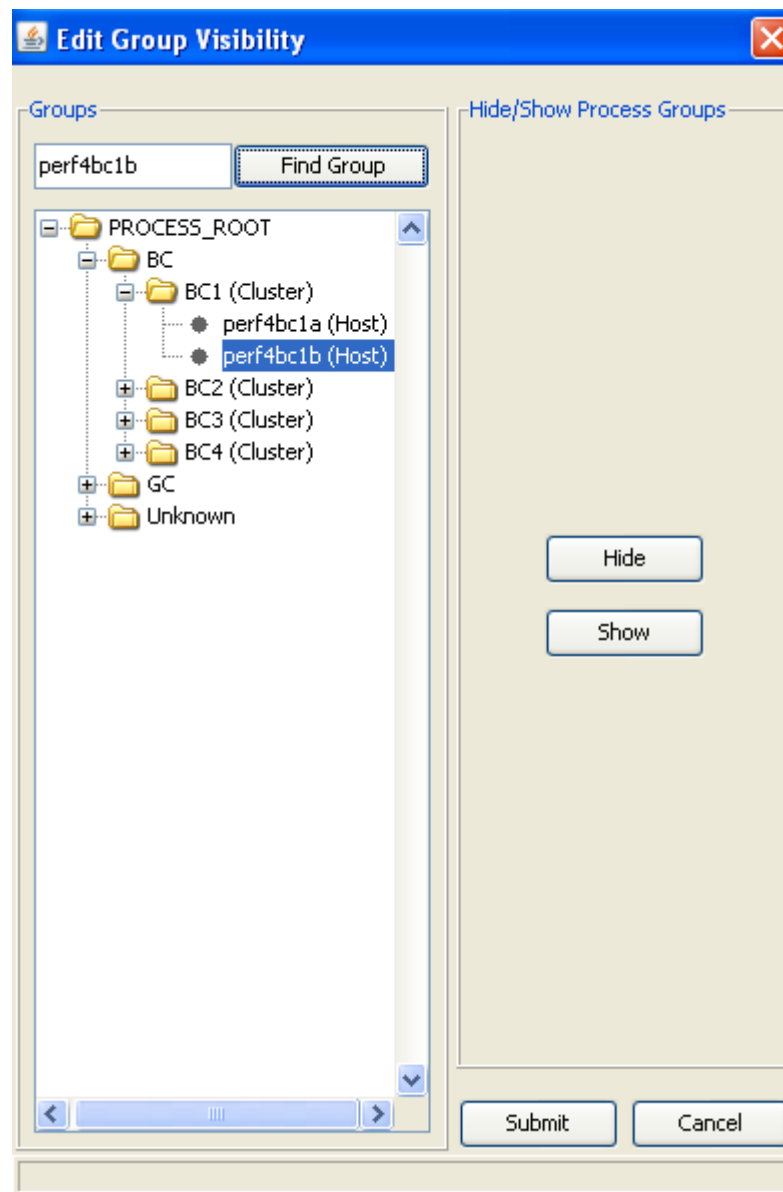 Edit Group Visibility
Groups
perf4bc1b
Find Group
PROCESS_ROOT
BC
BC1 (Cluster)
perf4bc1a (Host)
perf4bc1b (Host)
BC2 (Cluster)
BC3 (Cluster)
BC4 (Cluster)
GC
Unknown
Hide/Show Process Groups
Hide
Show
Submit
Cancel